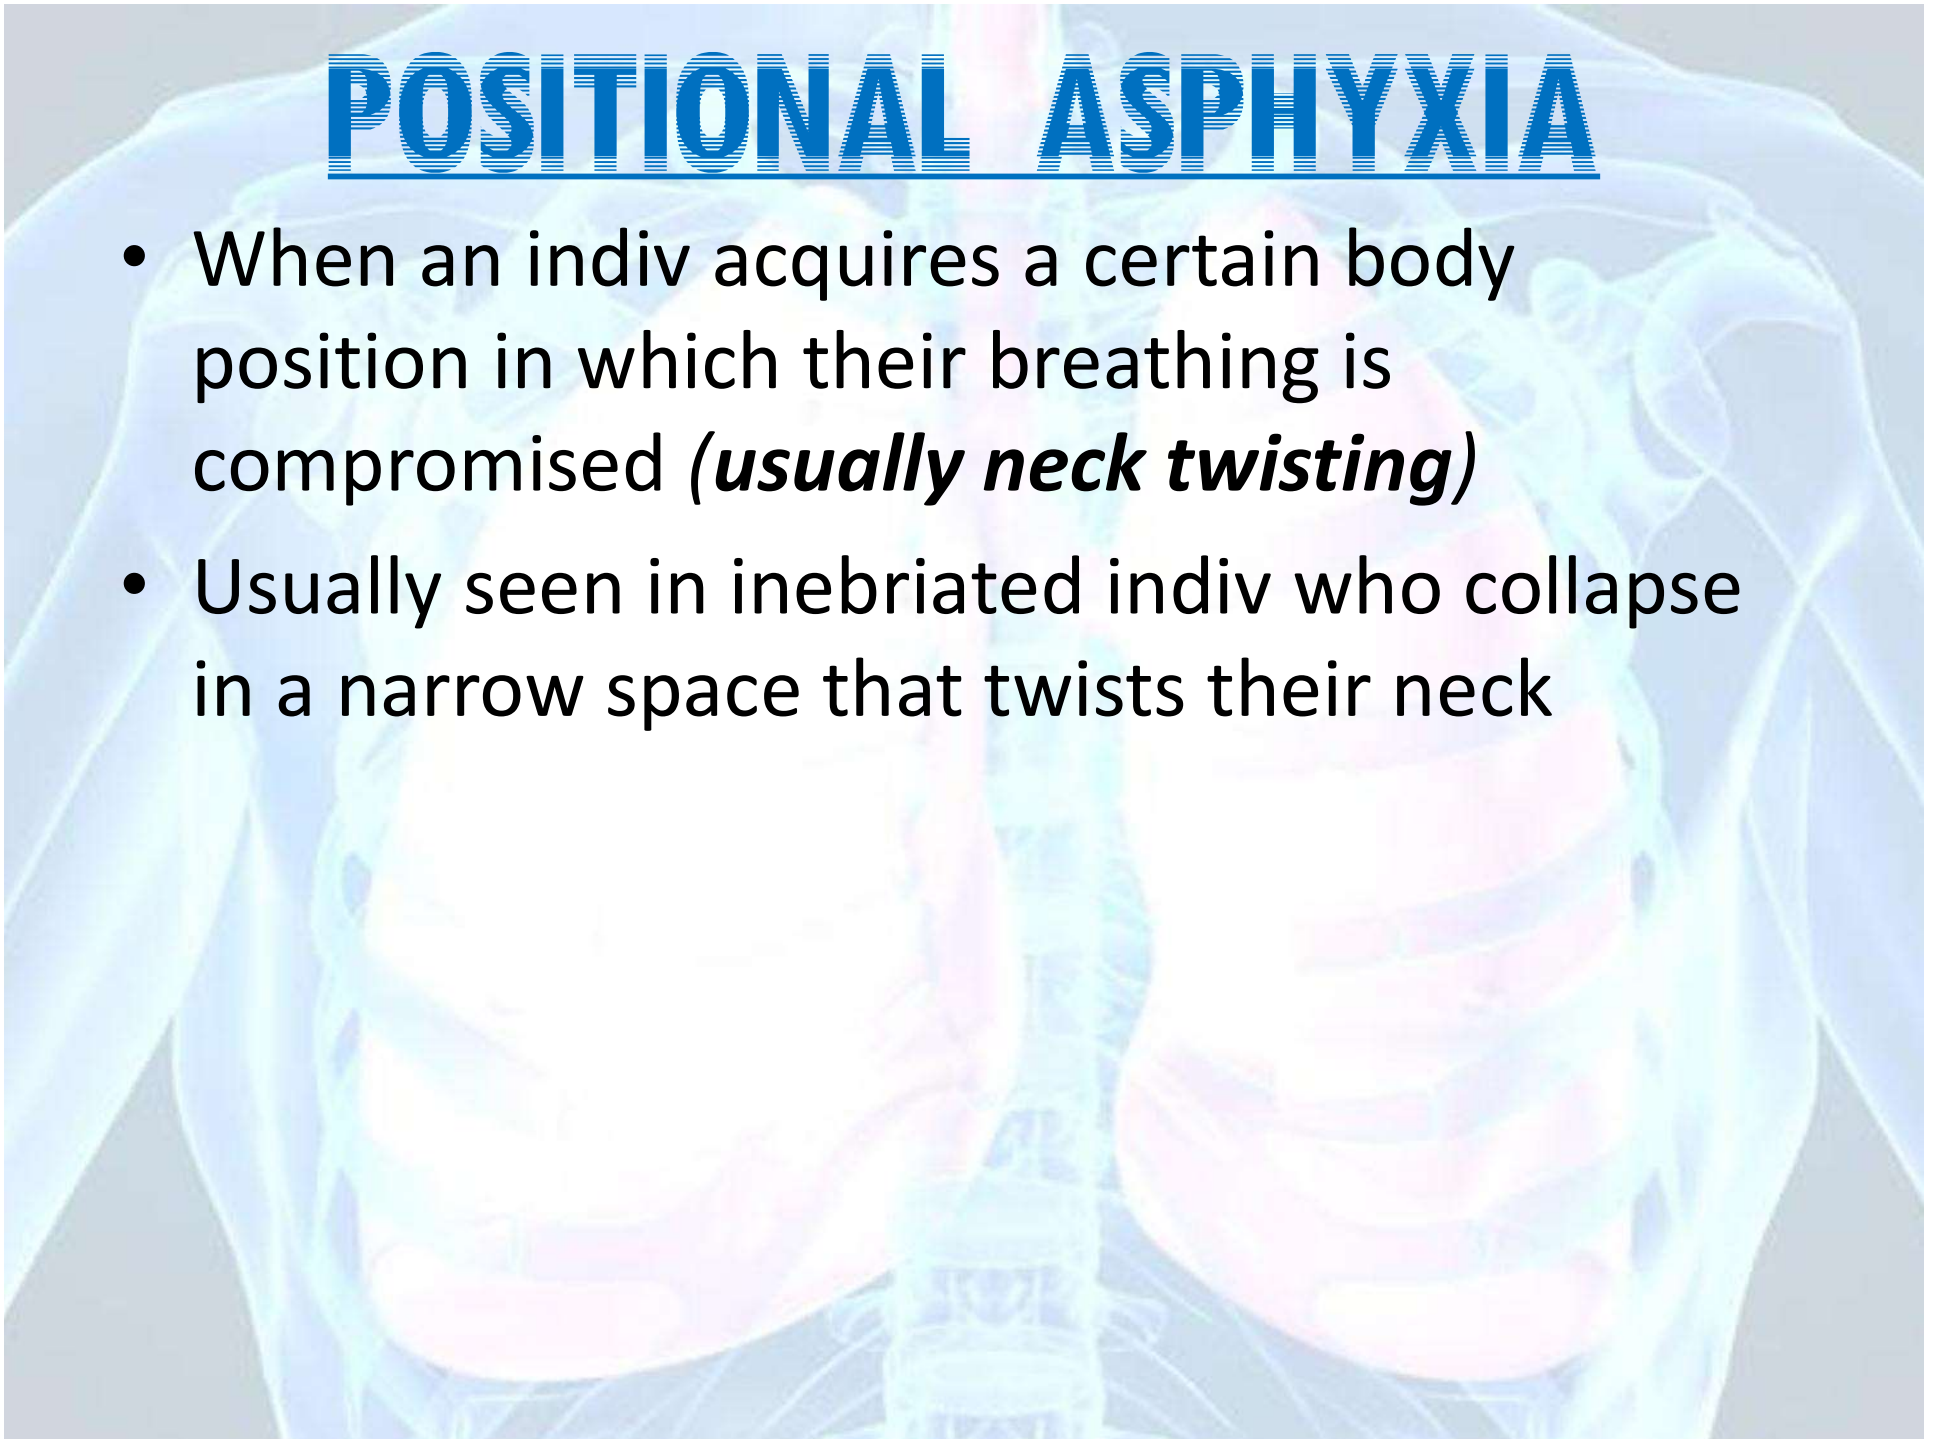 POSITIONAL ASPHYXIA
• When an indiv acquires a certain body
position in which their breathing is
compromised (usually neck twisting)
• Usually seen in inebriated indiv who collapse
in a narrow space that twists their neck